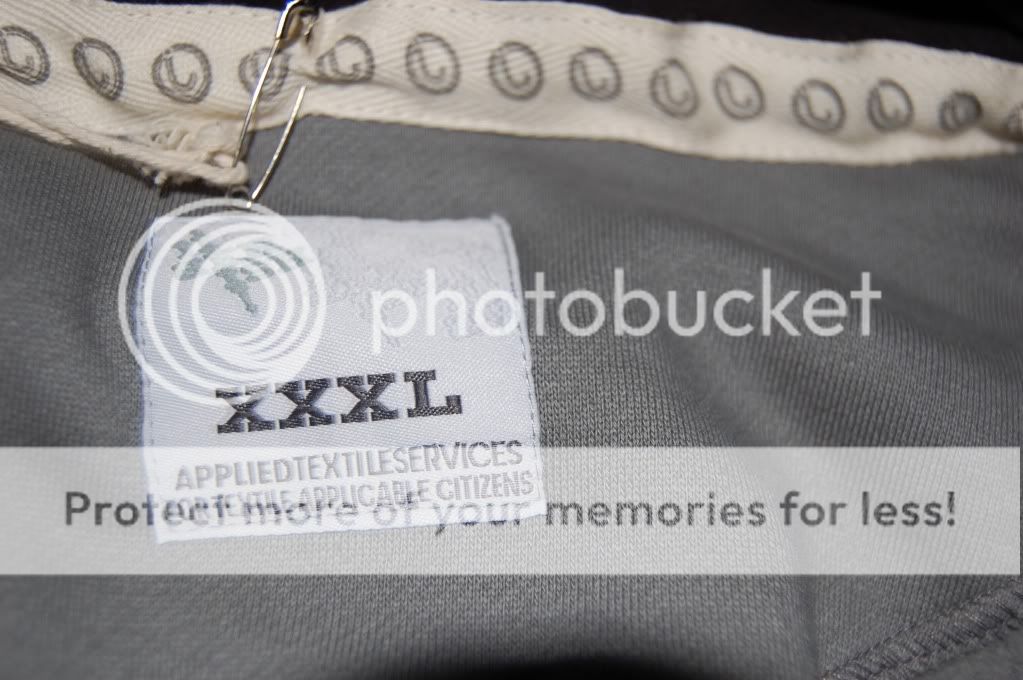 photobucket
XXXL
APPLIEDTEXTILESERVICES
FOR TEXTILE APPLICABLE CITIZENS
Protect more of your memories for less!